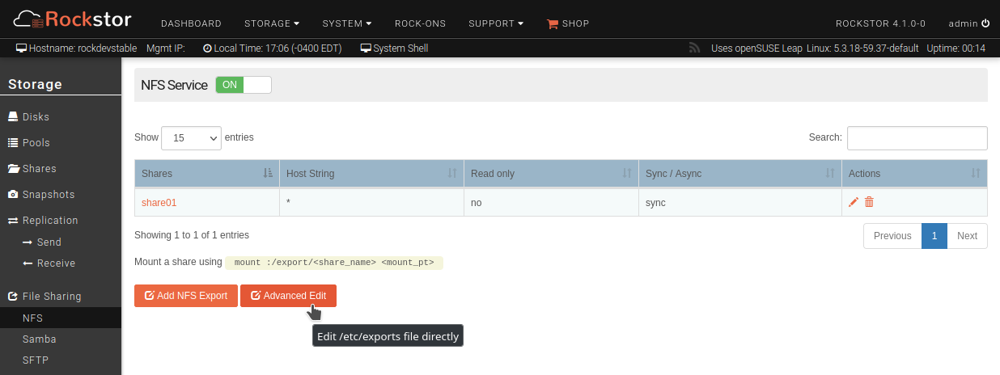 Rockstor
DASHBOARD STORAGE SYSTEM ROCK-ONS SUPPORT SHOP ROCKSTOR 4.1.0-0 admin
Hostname: rockdevstable Mgmt IP: Local Time: 17:06 (-0400 EDT) System Shell Uses openSUSE Leap Linux: 5.3.18-59.37-default Uptime: 00:14
Storage
Disks
Pools
Shares
Snapshots
Replication
Send
Receive
File Sharing
NFS
Samba
SFTP
NFS Service ON
Show 15 entries Search:
Shares Host String Read only Sync / Async Actions
share01 * no sync
Showing 1 to 1 of 1 entries Previous 1 Next
Mount a share using mount :/export/<share_name> <mount_pt>
Add NFS Export Advanced Edit
Edit /etc/exports file directly